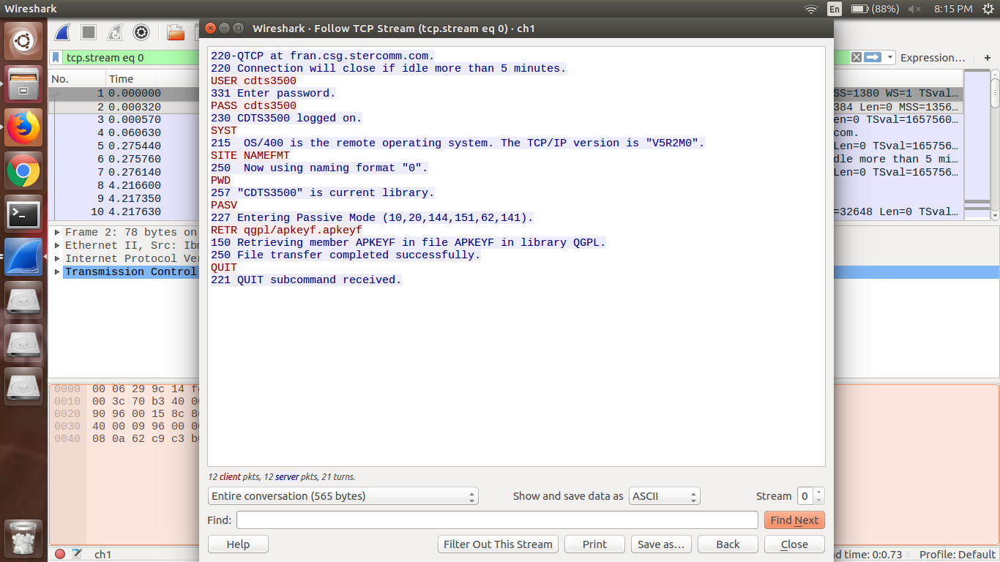 Wireshark
En
(88%)
8:15 PM
Wireshark · Follow TCP Stream (tcp.stream eq 0) · ch1
tcp.stream eq 0
Expression…
+
No.
Time
1 0.000000
2 0.000320
3 0.000570
4 0.060630
5 0.275440
6 0.275760
7 0.276140
8 4.216600
9 4.217350
10 4.217630
SS=1380 WS=1 TSval…
384 Len=0 MSS=1356…
en=0 TSval=1657560…
com.
Len=0 TSval=165756…
dle more than 5 mi…
Len=0 TSval=165756…
=32648 Len=0 TSval…
220-QTCP at fran.csg.stercomm.com.
220 Connection will close if idle more than 5 minutes.
USER cdts3500
331 Enter password.
PASS cdts3500
230 CDTS3500 logged on.
SYST
215  OS/400 is the remote operating system. The TCP/IP version is "V5R2M0".
SITE NAMEFMT
250  Now using naming format "0".
PWD
257 "CDTS3500" is current library.
PASV
227 Entering Passive Mode (10,20,144,151,62,141).
RETR qgpl/apkeyf.apkeyf
150 Retrieving member APKEYF in file APKEYF in library QGPL.
250 File transfer completed successfully.
QUIT
221 QUIT subcommand received.
Frame 2: 78 bytes on
Ethernet II, Src: Ib
Internet Protocol Ve
Transmission Control
0000 00 06 29 9c 14 f
0010 00 3c 70 b3 40 0
0020 90 96 00 15 8c 8
0030 40 00 09 96 00 0
0040 08 0a 62 c9 c3 b
12 client pkts, 12 server pkts, 21 turns.
Entire conversation (565 bytes)
Show and save data as
ASCII
Stream
0
Find:
Find Next
Help
Filter Out This Stream
Print
Save as…
Back
Close
ch1
d time: 0:0.73
Profile: Default